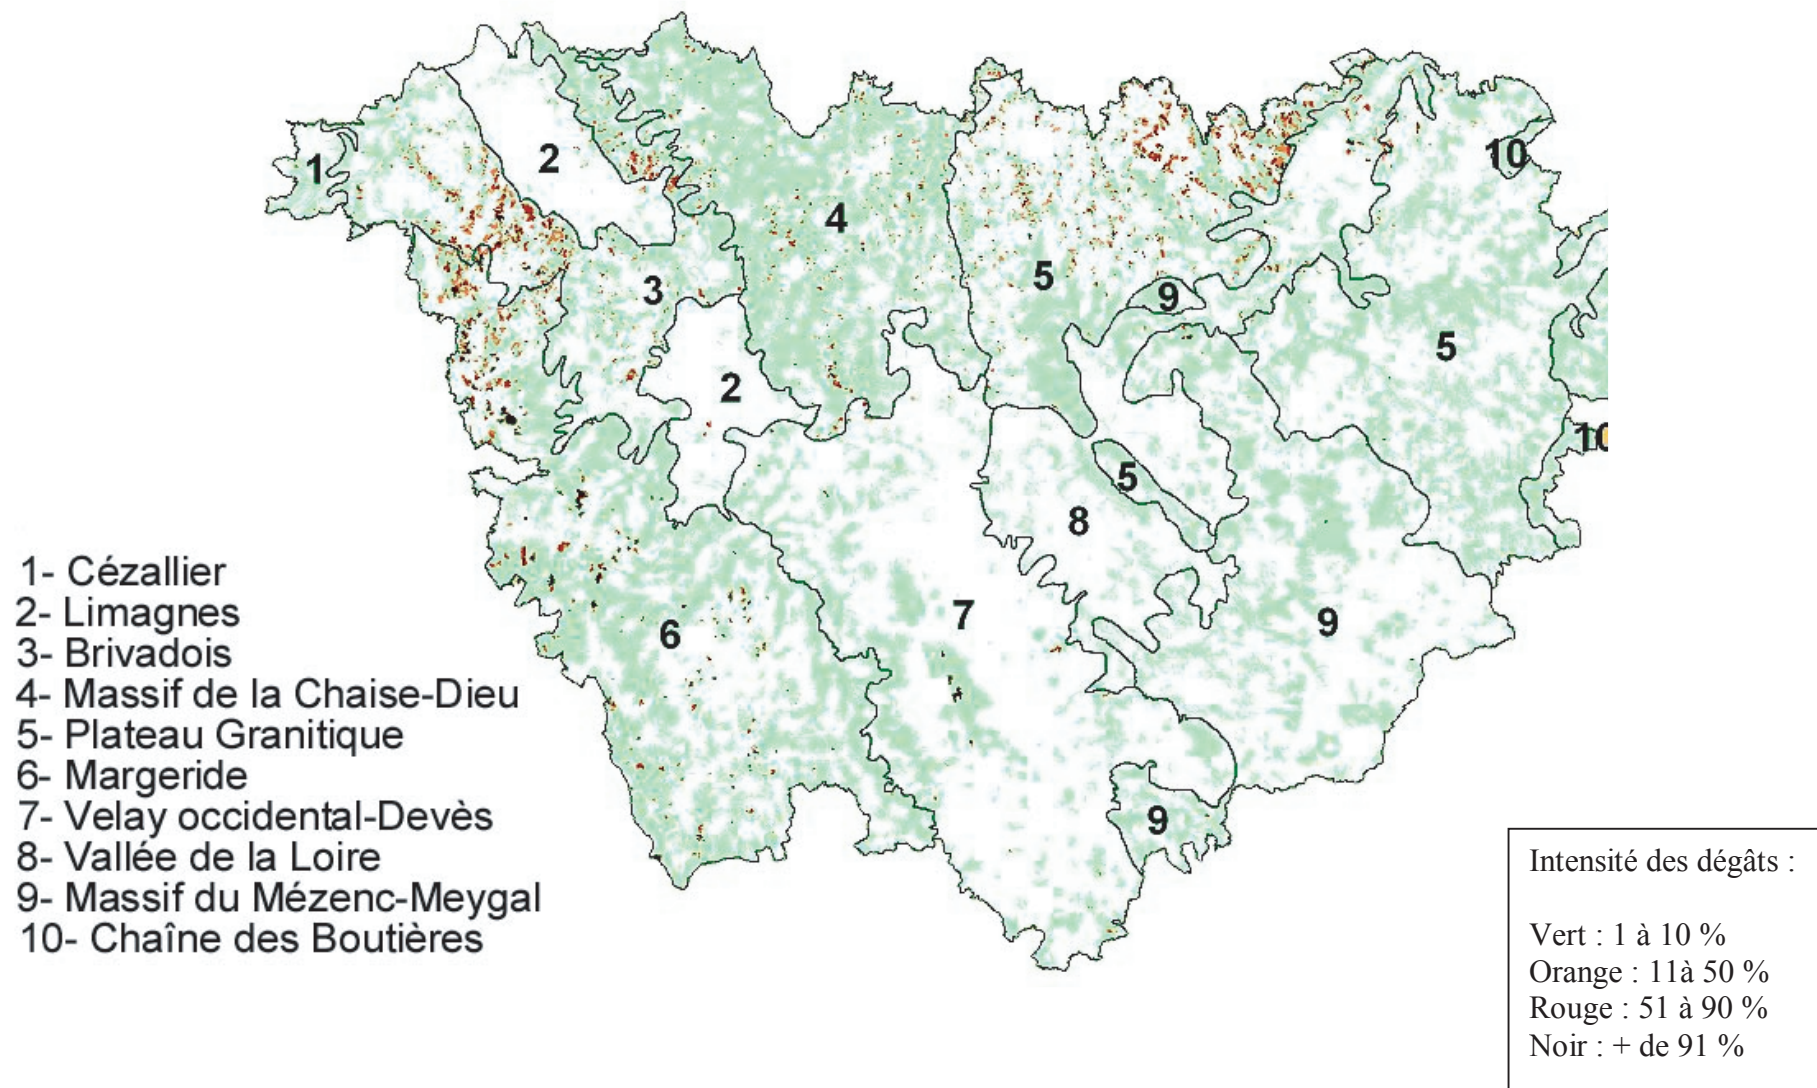 1
2
10
4
5
3
9
5
2
10
5
8
7
9
6
9
1- Cézallier
2- Limagnes
3- Brivadois
4- Massif de la Chaise-Dieu
5- Plateau Granitique
6- Margeride
7- Velay occidental-Devès
8- Vallée de la Loire
9- Massif du Mézenc-Meygal
10- Chaîne des Boutières
Intensité des dégâts :
Vert : 1 à 10 %
Orange : 11à 50 %
Rouge : 51 à 90 %
Noir : + de 91 %